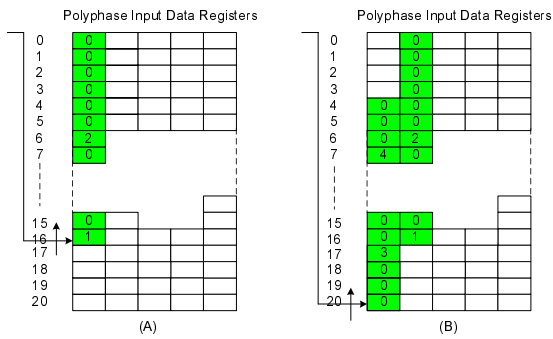 Polyphase Input Data Registers Polyphase Input Data Registers
0 0 0 0
1 0 1 0
2 0 2 0
3 0 3 0
4 0 4 0 0
5 0 5 0 0
6 2 6 0 2
7 0 7 4 0
15 0 15 0 0
16 1 16 0 1
17 17 3
18 18 0
19 19 0
20 20 0
(A) (B)